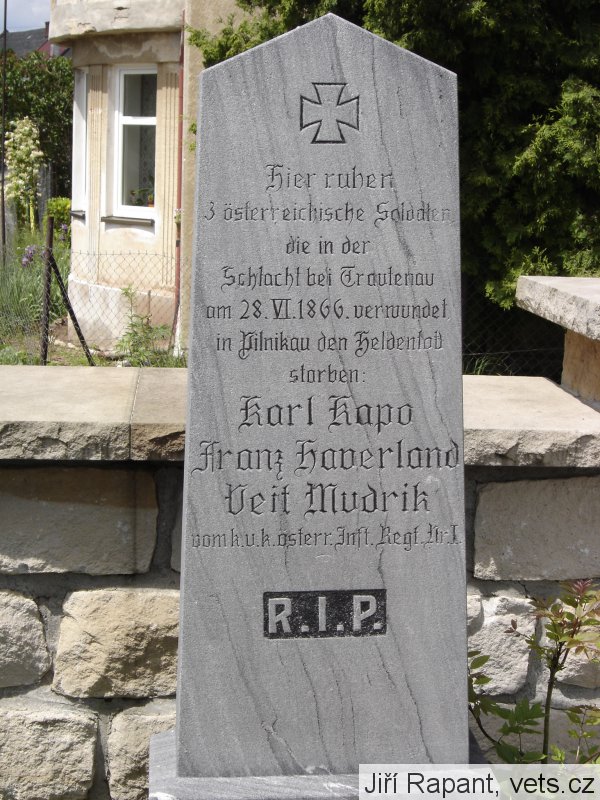 Hier ruhen
3 österreichische Soldaten
die in der
Schlacht bei Trautenau
am 28. VI. 1866. verwundet
in Pilnikau den Heldentod
starben:
Karl Kapo
Franz Haverland
Veit Mudrik
vom k.u.k. österr. Inft. Regt. Nr. I.
R.I.P.
Jiří Rapant, vets.cz